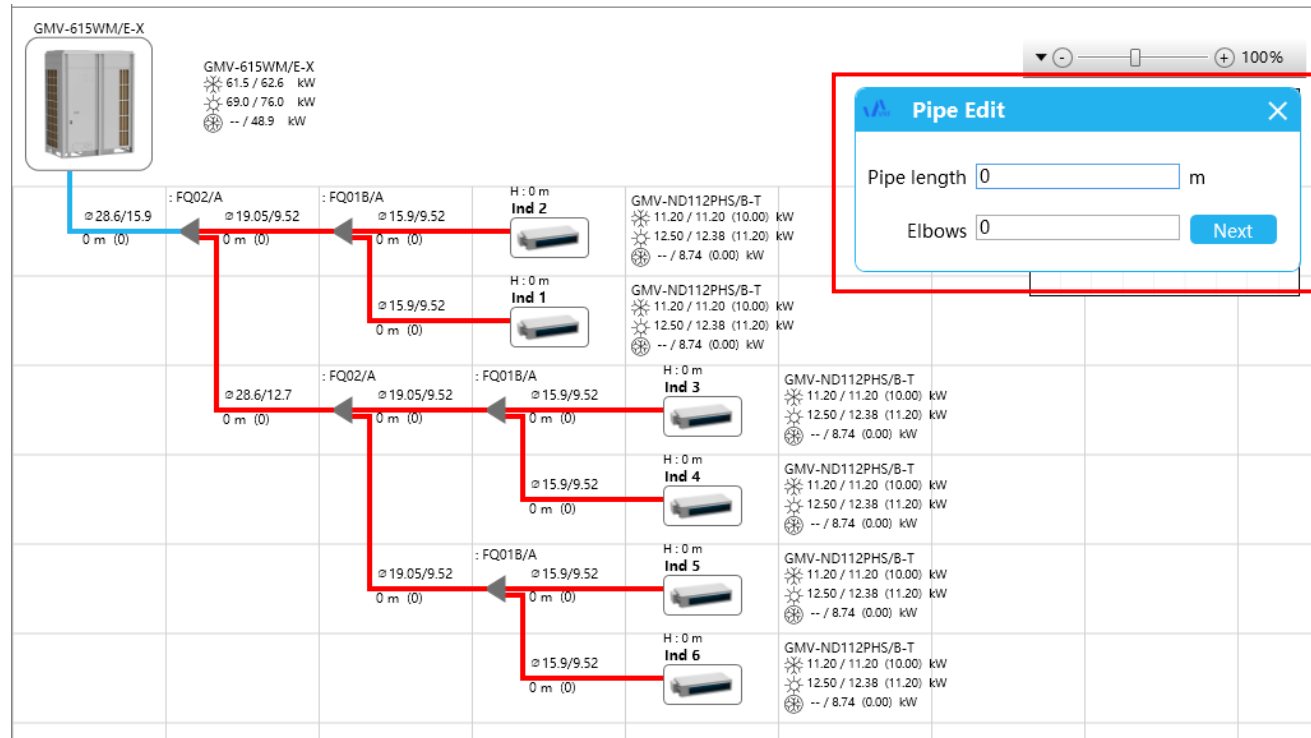 GMV-615WM/E-X
GMV-615WM/E-X
61.5 / 62.6 kW
69.0 / 76.0 kW
-- / 48.9 kW
100%
Pipe Edit
Pipe length 0 m
Elbows 0 Next
: FQ02/A
⌀28.6/15.9
0 m (0)
⌀19.05/9.52
0 m (0)
: FQ01B/A
⌀15.9/9.52
0 m (0)
H : 0 m
Ind 2
GMV-ND112PHS/B-T
11.20 / 11.20 (10.00) kW
12.50 / 12.38 (11.20) kW
-- / 8.74 (0.00) kW
⌀15.9/9.52
0 m (0)
H : 0 m
Ind 1
GMV-ND112PHS/B-T
11.20 / 11.20 (10.00) kW
12.50 / 12.38 (11.20) kW
-- / 8.74 (0.00) kW
⌀28.6/12.7
0 m (0)
: FQ02/A
⌀19.05/9.52
0 m (0)
: FQ01B/A
⌀15.9/9.52
0 m (0)
H : 0 m
Ind 3
GMV-ND112PHS/B-T
11.20 / 11.20 (10.00) kW
12.50 / 12.38 (11.20) kW
-- / 8.74 (0.00) kW
⌀15.9/9.52
0 m (0)
H : 0 m
Ind 4
GMV-ND112PHS/B-T
11.20 / 11.20 (10.00) kW
12.50 / 12.38 (11.20) kW
-- / 8.74 (0.00) kW
⌀19.05/9.52
0 m (0)
: FQ01B/A
⌀15.9/9.52
0 m (0)
H : 0 m
Ind 5
GMV-ND112PHS/B-T
11.20 / 11.20 (10.00) kW
12.50 / 12.38 (11.20) kW
-- / 8.74 (0.00) kW
⌀15.9/9.52
0 m (0)
H : 0 m
Ind 6
GMV-ND112PHS/B-T
11.20 / 11.20 (10.00) kW
12.50 / 12.38 (11.20) kW
-- / 8.74 (0.00) kW